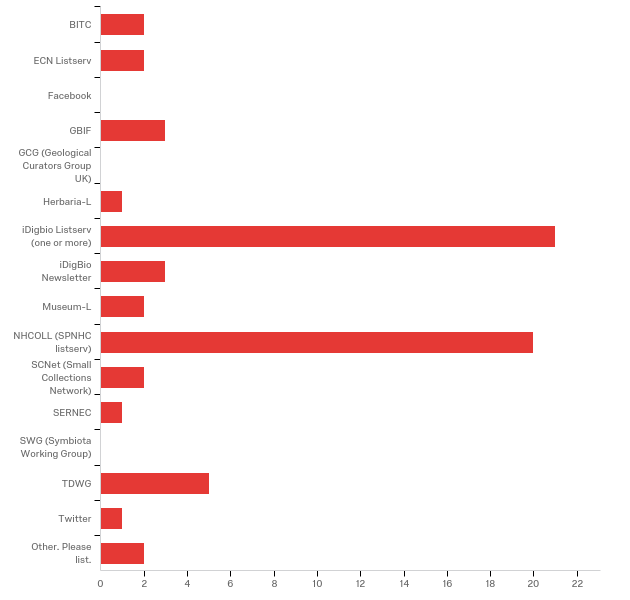 BITC
ECN Listserv
Facebook
GBIF
GCG (Geological
Curators Group
UK)
Herbaria-L
iDigbio Listserv
(one or more)
iDigBio
Newsletter
Museum-L
NHCOLL (SPNHC
listserv)
SCNet (Small
Collections
Network)
SERNEC
SWG (Symbiota
Working Group)
TDWG
Twitter
Other. Please
list.
0 2 4 6 8 10 12 14 16 18 20 22